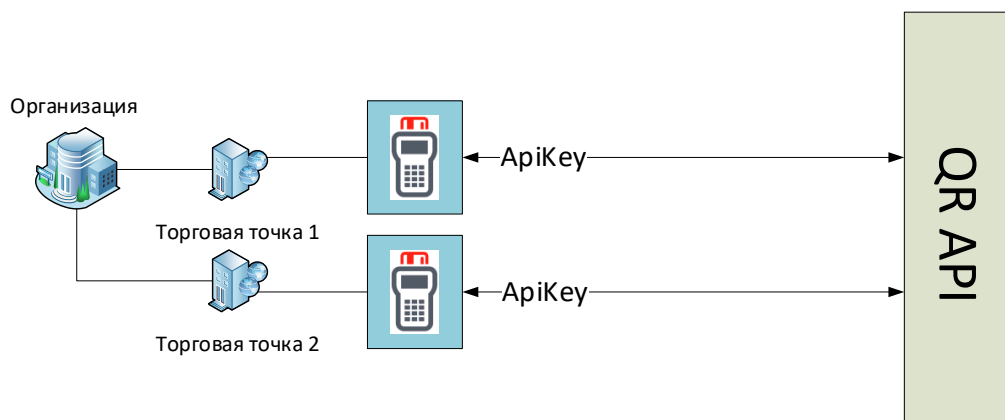 Организация
Торговая точка 1
Торговая точка 2
ApiKey
ApiKey
QR API